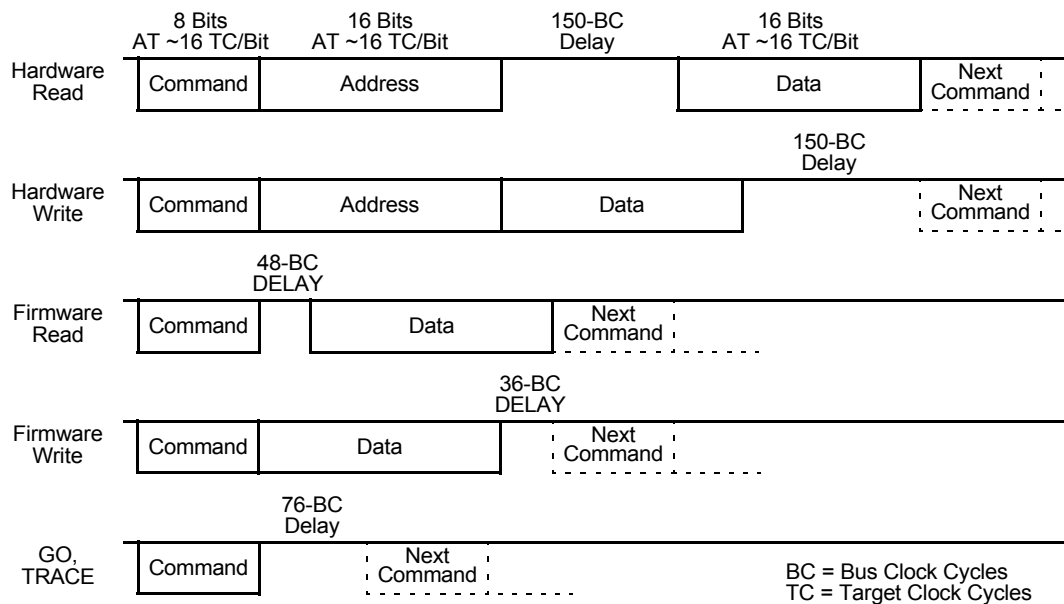 8 Bits
AT ~16 TC/Bit
16 Bits
AT ~16 TC/Bit
150-BC
Delay
16 Bits
AT ~16 TC/Bit
Hardware
Read
Command
Address
Data
Next
Command
150-BC
Delay
Hardware
Write
Command
Address
Data
Next
Command
48-BC
DELAY
Firmware
Read
Command
Data
Next
Command
36-BC
DELAY
Firmware
Write
Command
Data
Next
Command
76-BC
Delay
GO,
TRACE
Command
Next
Command
BC = Bus Clock Cycles
TC = Target Clock Cycles